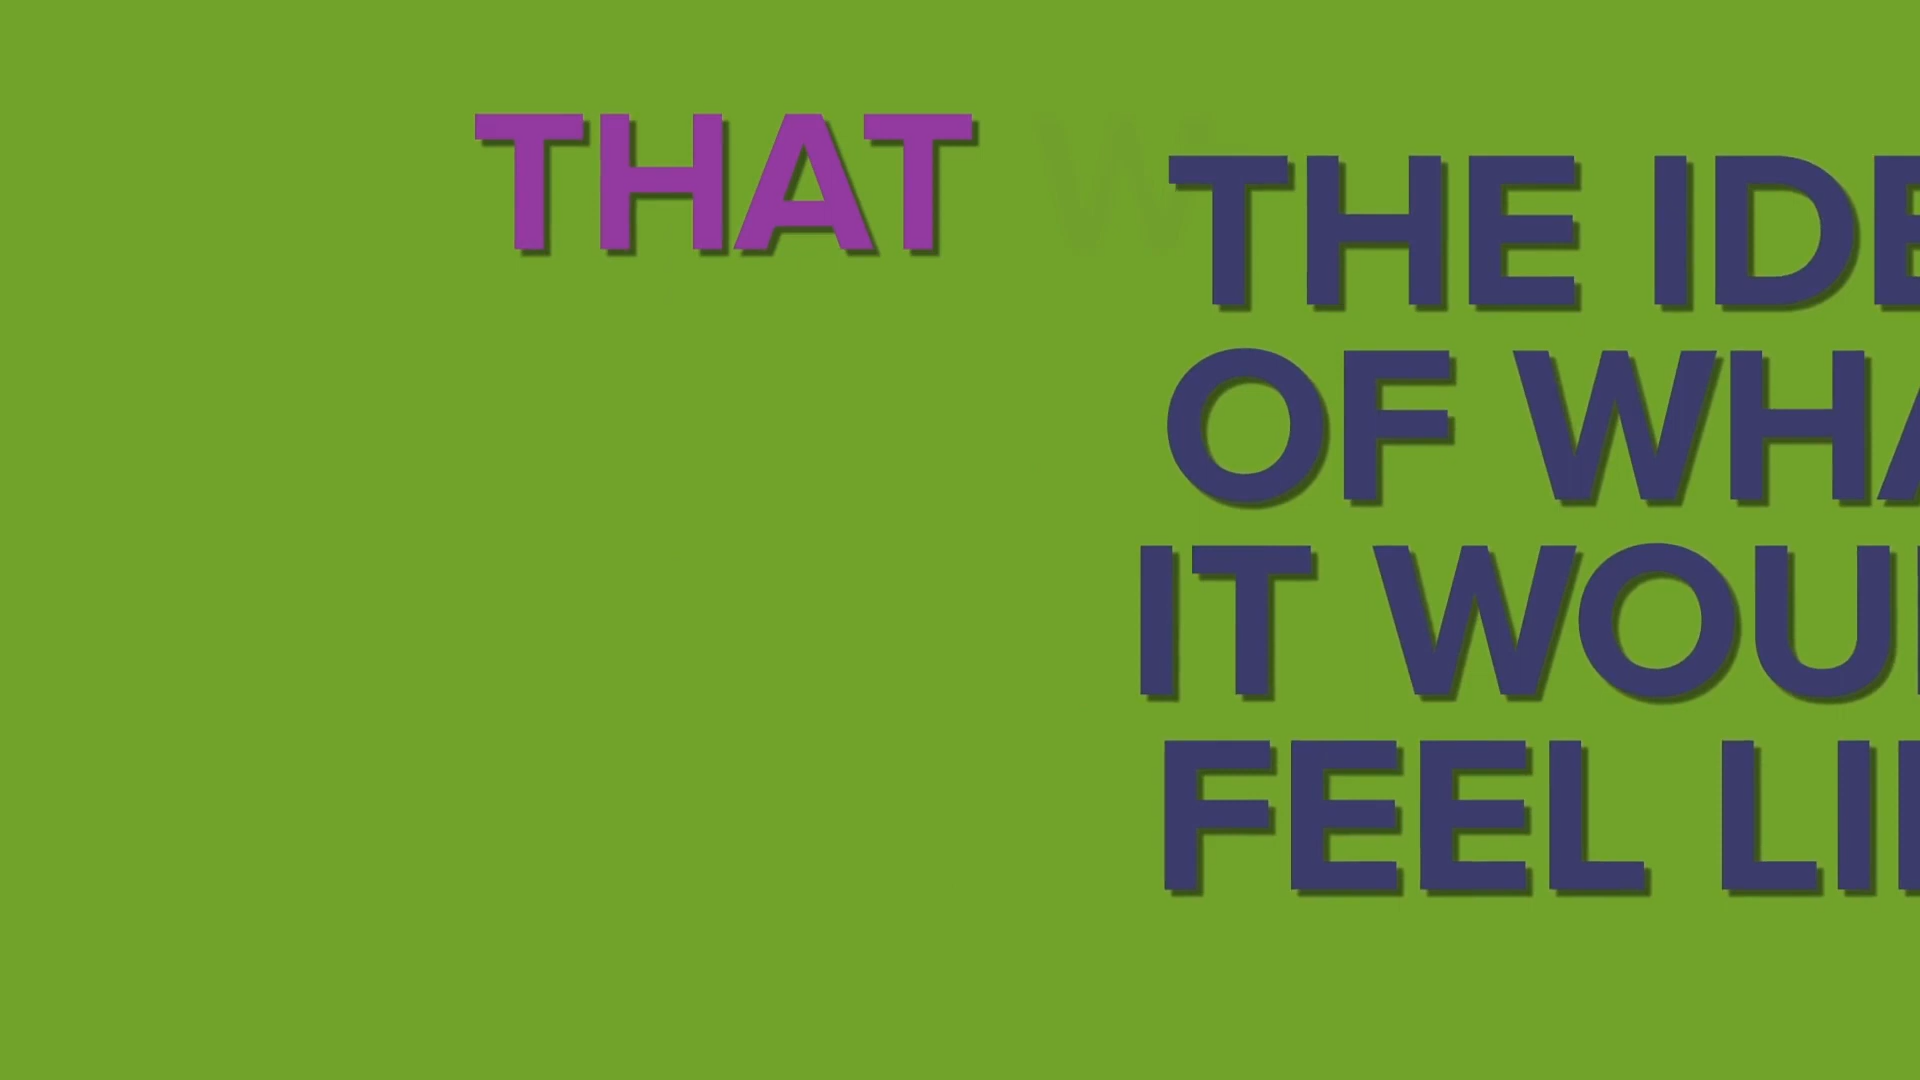 THAT W
THE IDE
OF WHA
IT WOU
FEEL LI